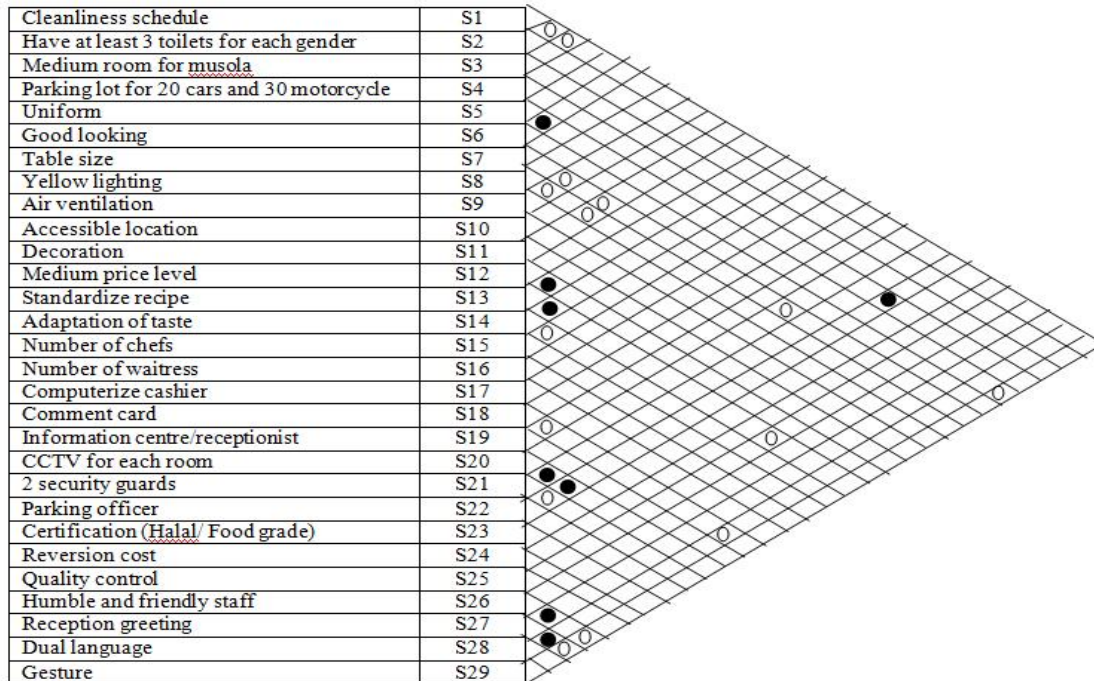 Cleanliness schedule S1
Have at least 3 toilets for each gender S2
Medium room for musola S3
Parking lot for 20 cars and 30 motorcycle S4
Uniform S5
Good looking S6
Table size S7
Yellow lighting S8
Air ventilation S9
Accessible location S10
Decoration S11
Medium price level S12
Standardize recipe S13
Adaptation of taste S14
Number of chefs S15
Number of waitress S16
Computerize cashier S17
Comment card S18
Information centre/receptionist S19
CCTV for each room S20
2 security guards S21
Parking officer S22
Certification (Halal/ Food grade) S23
Reversion cost S24
Quality control S25
Humble and friendly staff S26
Reception greeting S27
Dual language S28
Gesture S29